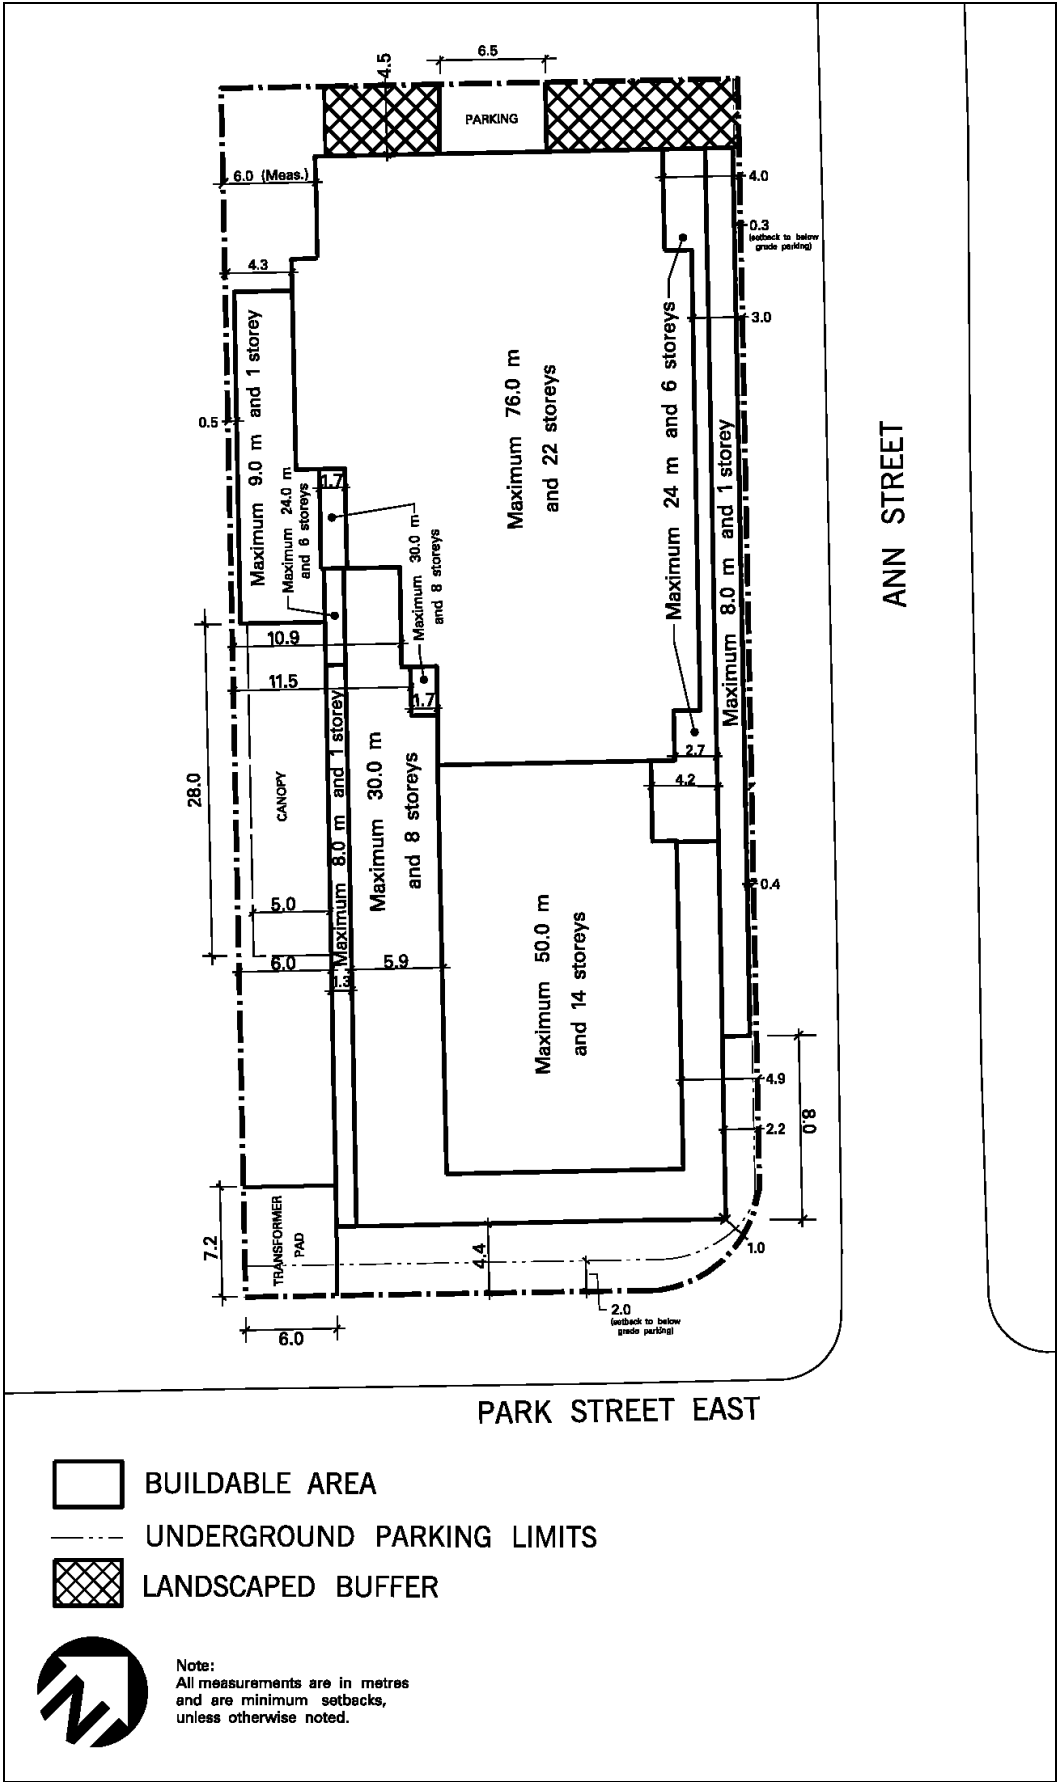 6.5
4.5
PARKING
6.0 (Meas.)
4.0
0.3
(setback to below
grade parking)
4.3
3.0
Maximum 9.0 m and 1 storey
0.5
Maximum 76.0 m
and 22 storeys
Maximum 24 m and 6 storeys
Maximum 8.0 m and 1 storey
ANN STREET
1.7
Maximum 24.0 m
and 6 storeys
Maximum 30.0 m
and 8 storeys
10.9
11.5
1.7
28.0
CANOPY
Maximum 8.0 m and 1 storey
Maximum 30.0 m
and 8 storeys
2.7
4.2
0.4
Maximum 50.0 m
and 14 storeys
5.0
6.0
5.9
1.3
4.9
8.0
2.2
7.2
TRANSFORMER
PAD
4.4
1.0
2.0
(setback to below
grade parking)
6.0
PARK STREET EAST
BUILDABLE AREA
UNDERGROUND PARKING LIMITS
LANDSCAPED BUFFER
N
Note:
All measurements are in metres
and are minimum setbacks,
unless otherwise noted.